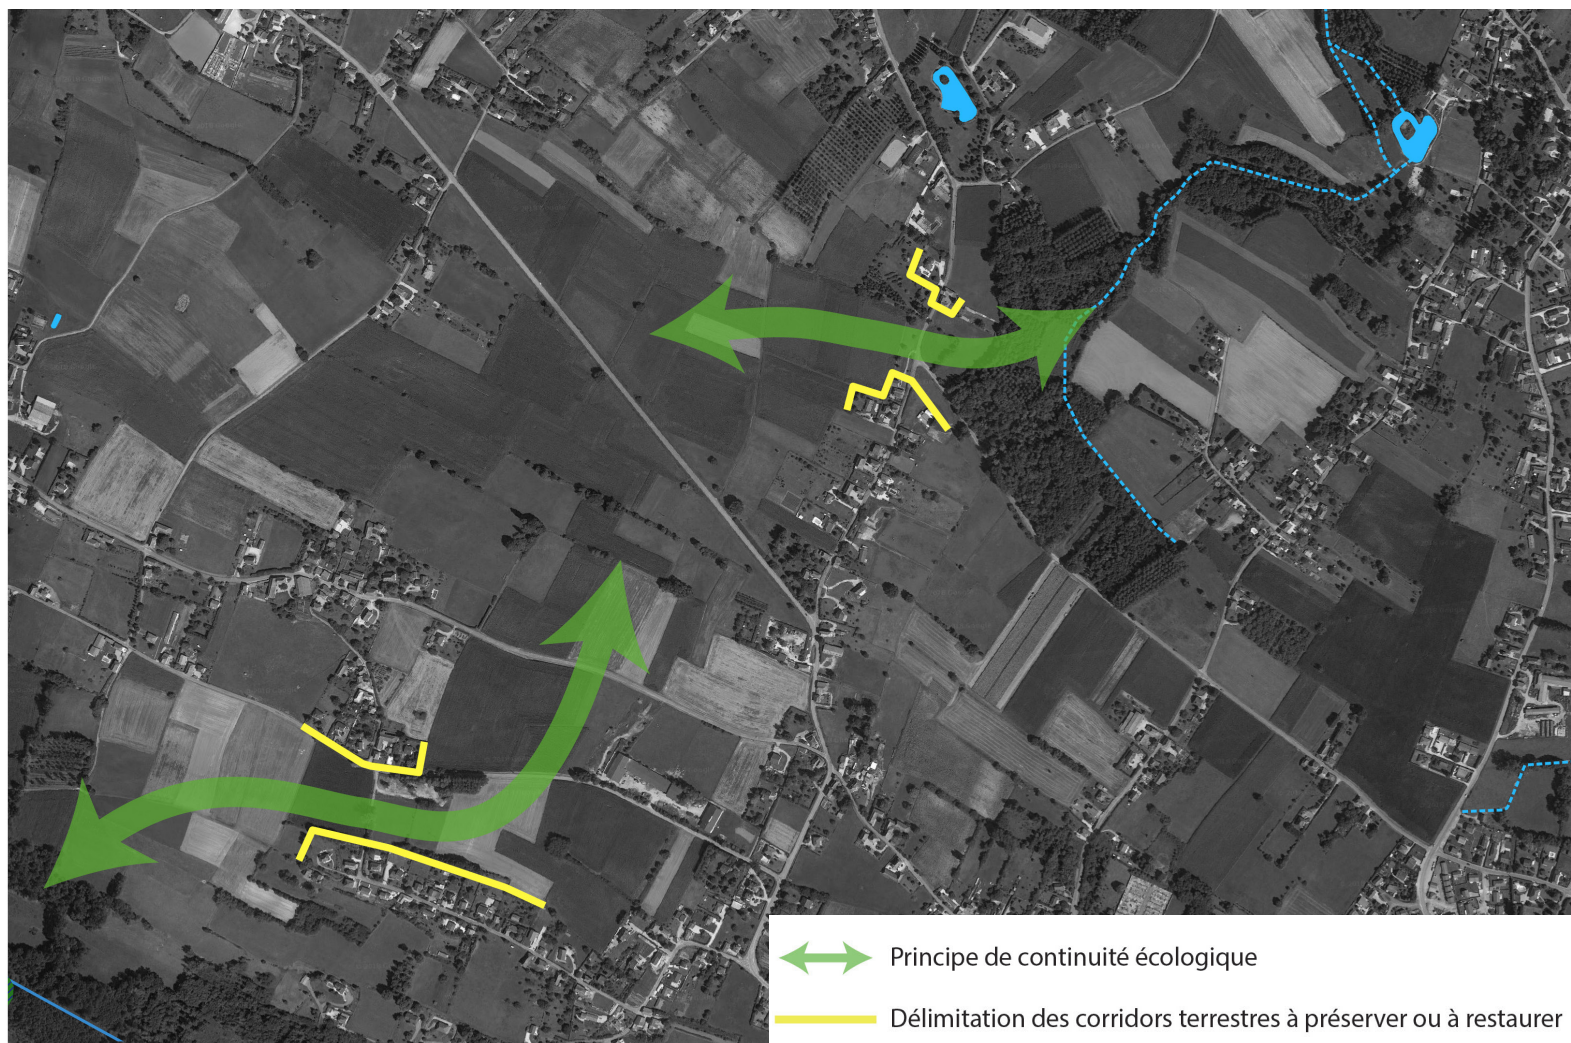 Principe de continuité écologique
Délimitation des corridors terrestres à préserver ou à restaurer